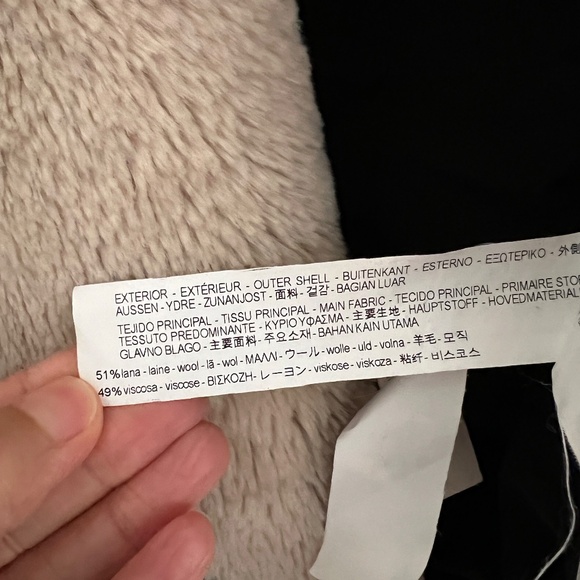 EXTERIOR - EXTÉRIEUR - OUTER SHELL - BUITENKANT - ESTERNO - ΕΞΩΤΕΡΙΚΟ - 外側
AUSSEN - YDRE - ZUNANJOST - 面料 - 겉감 - BAGIAN LUAR
TEJIDO PRINCIPAL - TISSU PRINCIPAL - MAIN FABRIC - TECIDO PRINCIPAL - PRIMAIRE
TESSUTO PREDOMINANTE - ΚΥΡΙΟ ΥΦΑΣΜΑ - 主要生地 - HAUPTSTOFF - HOVEDMATERIAL
GLAVNO BLAGO - 主要面料 - 주요소재 - BAHAN KAIN UTAMA
51% lana - laine - wool - lã - wol - ΜΑΛΛΙ - ウール - wolle - uld - volna - 羊毛 - 모직
49% viscosa - viscose - ΒΙΣΚΟΖΗ - レーヨン - viskose - viskoza - 粘纤 - 비스코스